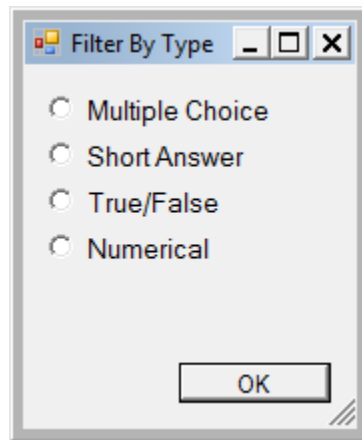 Filter By Type
Multiple Choice
Short Answer
True/False
Numerical
OK